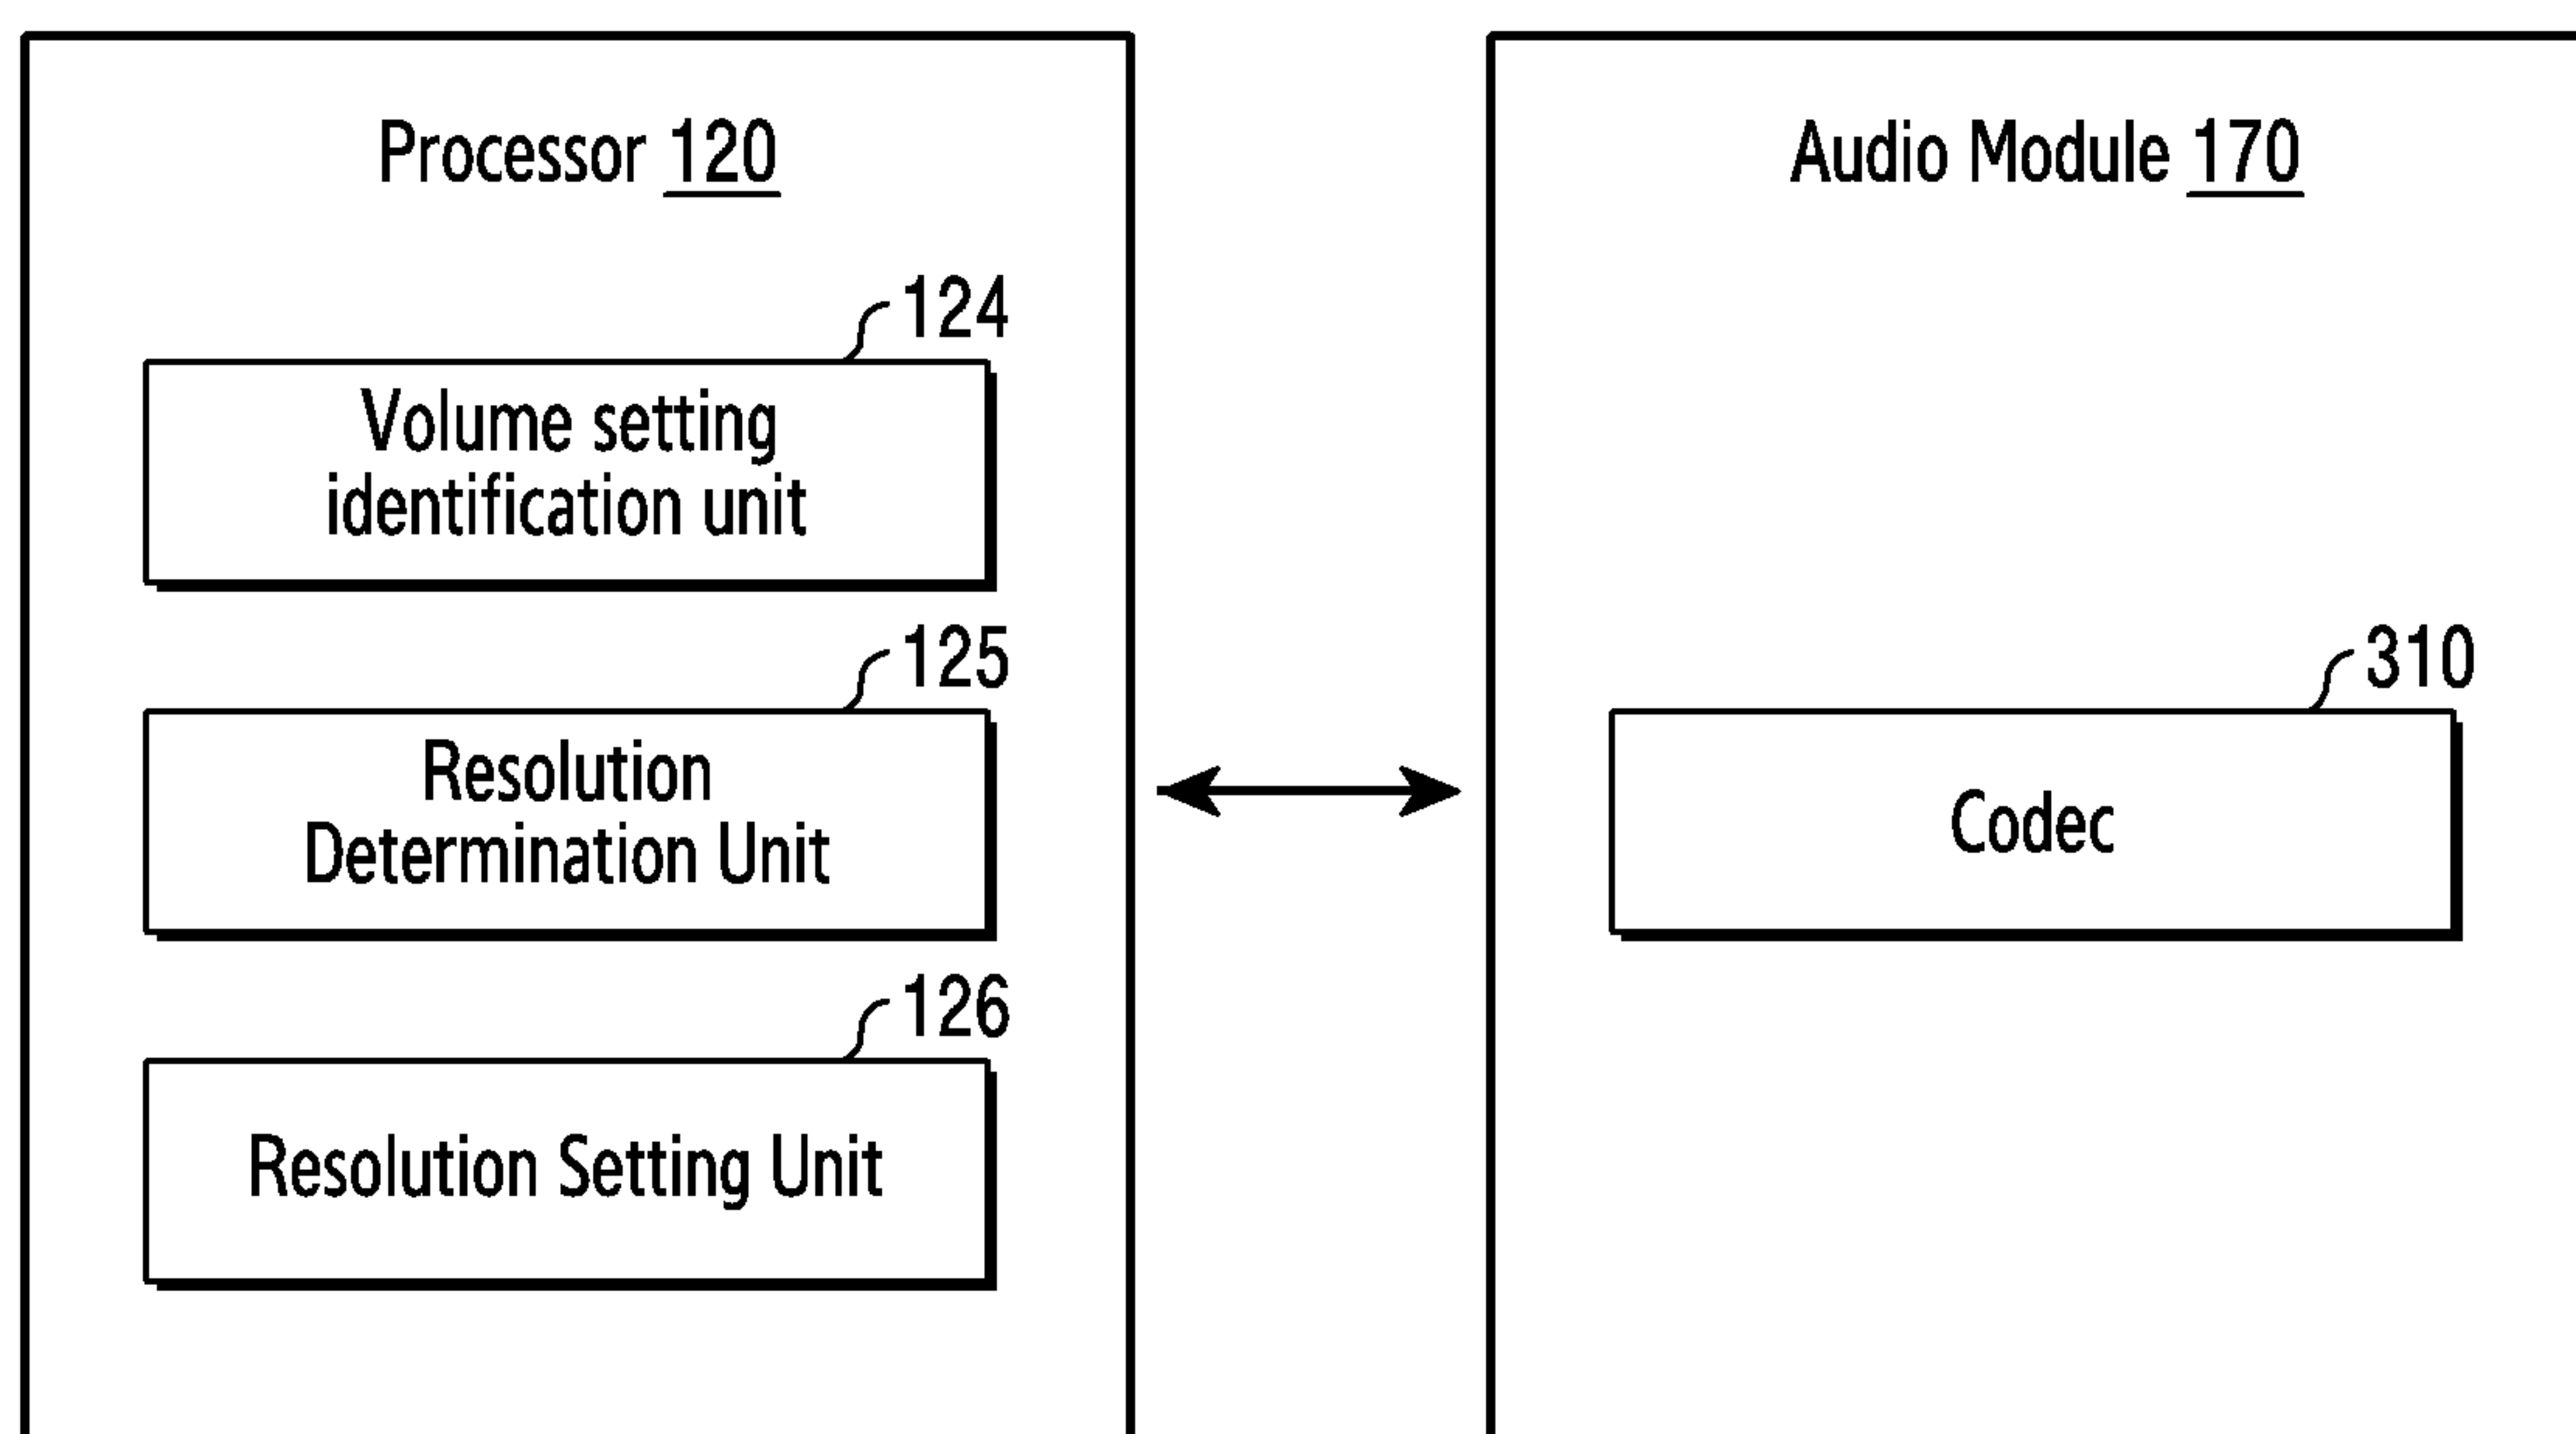 Processor 120
124
Volume setting
identification unit
125
Resolution
Determination Unit
126
Resolution Setting Unit
Audio Module 170
310
Codec